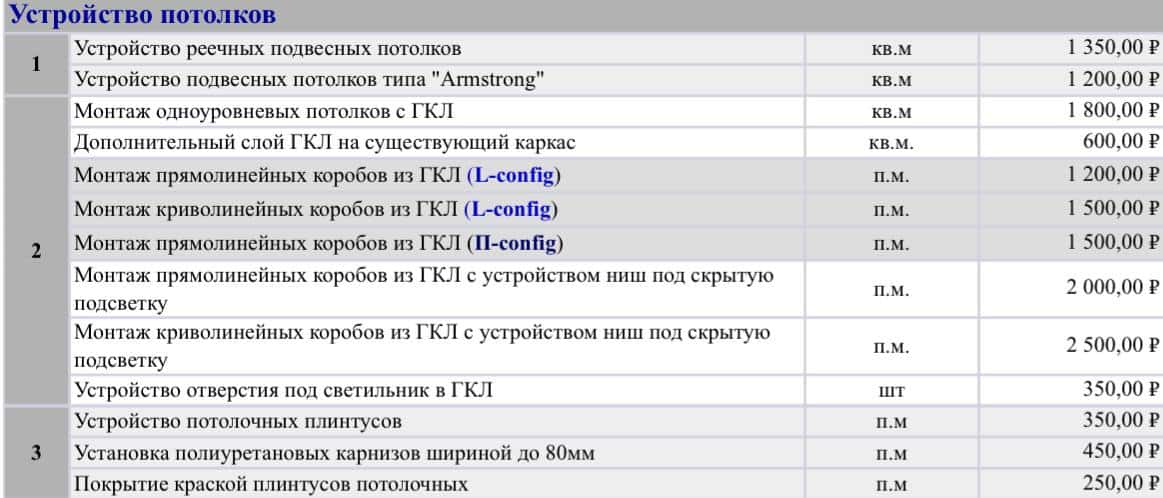 Устройство потолков
1
Устройство реечных подвесных потолков кв.м 1 350,00 ₽
Устройство подвесных потолков типа "Armstrong" кв.м 1 200,00 ₽
2
Монтаж одноуровневых потолков с ГКЛ кв.м 1 800,00 ₽
Дополнительный слой ГКЛ на существующий каркас кв.м. 600,00 ₽
Монтаж прямолинейных коробов из ГКЛ (L-config) п.м. 1 200,00 ₽
Монтаж криволинейных коробов из ГКЛ (L-config) п.м. 1 500,00 ₽
Монтаж прямолинейных коробов из ГКЛ (П-config) п.м. 1 500,00 ₽
Монтаж прямолинейных коробов из ГКЛ с устройством ниш под скрытую
подсветку п.м. 2 000,00 ₽
Монтаж криволинейных коробов из ГКЛ с устройством ниш под скрытую
подсветку п.м. 2 500,00 ₽
Устройство отверстия под светильник в ГКЛ шт 350,00 ₽
3
Устройство потолочных плинтусов п.м 350,00 ₽
Установка полиуретановых карнизов шириной до 80мм п.м 450,00 ₽
Покрытие краской плинтусов потолочных п.м 250,00 ₽